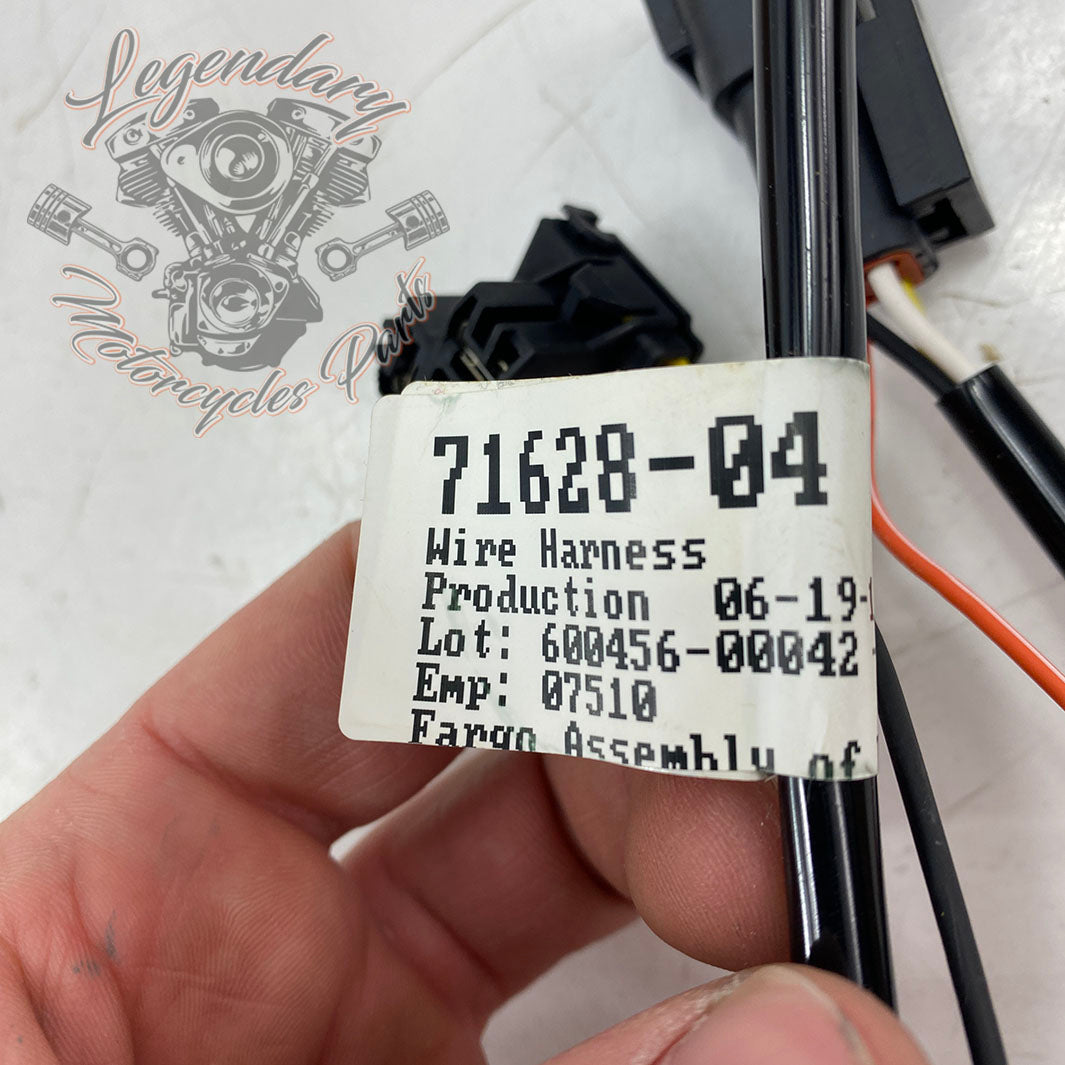 Legendary
Motorcycles Parts
71628-04
Wire Harness
Production 06-19-
Lot: 600456-00042
Emp: 07510
Fargo Assembly of